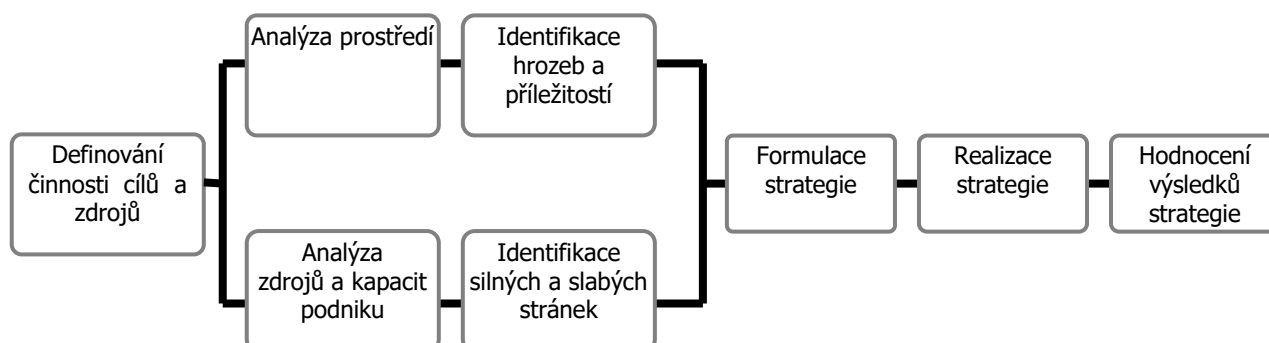 Definování
činnosti cílů a
zdrojů
Analýza prostředí
Identifikace
hrozeb a
příležitostí
Analýza
zdrojů a kapacit
podniku
Identifikace
silných a slabých
stránek
Formulace
strategie
Realizace
strategie
Hodnocení
výsledků
strategie